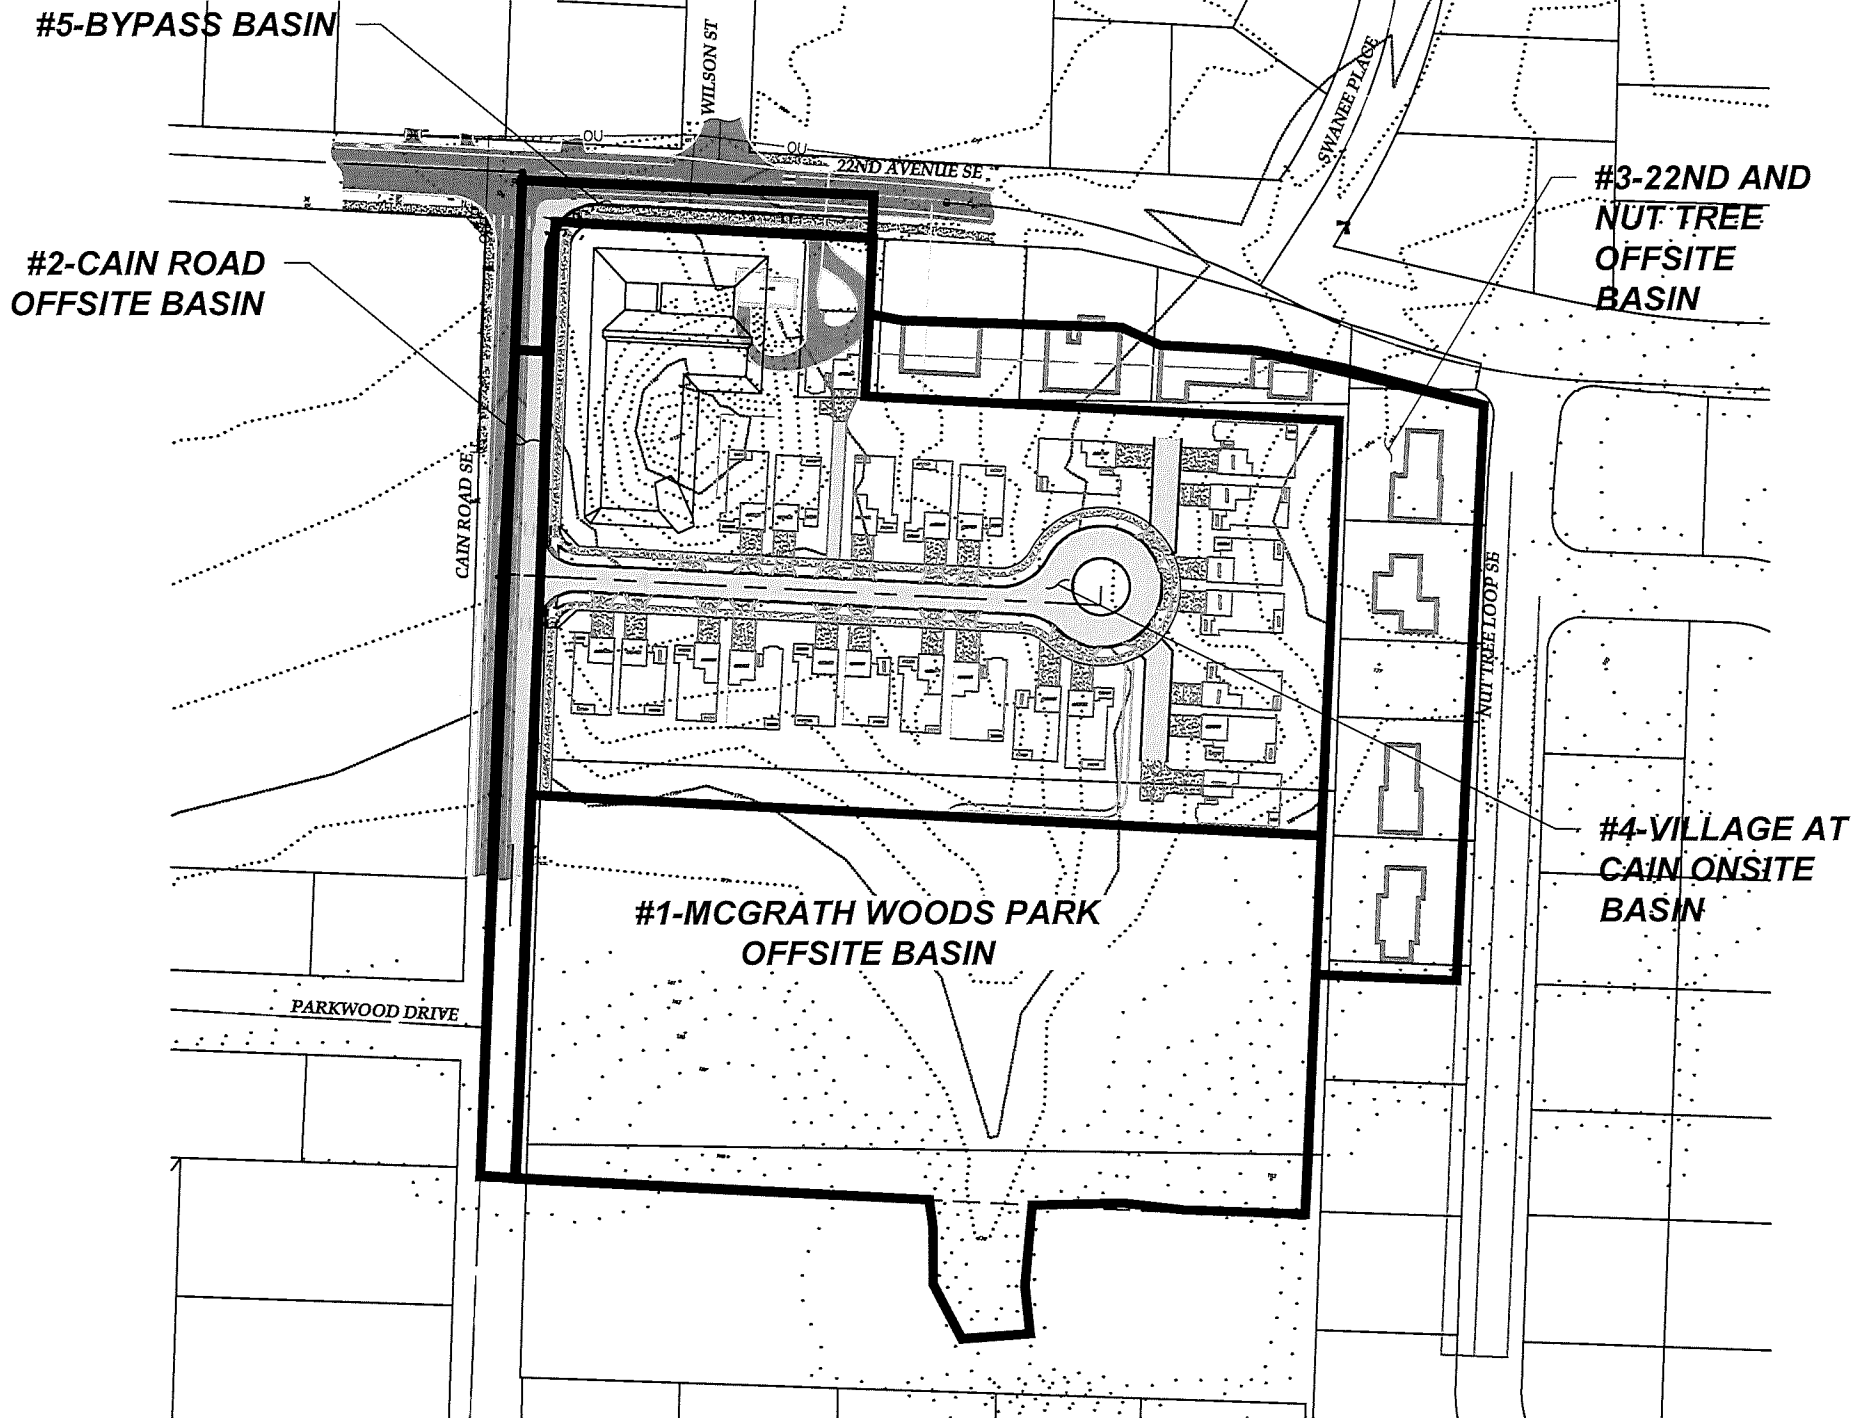 #5-BYPASS BASIN
WILSON ST
SWANEE PLACE
OU
OU
22ND AVENUE SE
#3-22ND AND
NUT TREE
OFFSITE
BASIN
#2-CAIN ROAD
OFFSITE BASIN
CAIN ROAD SE
NUT TREE LOOP SE
#4-VILLAGE AT
CAIN ONSITE
BASIN
#1-MCGRATH WOODS PARK
OFFSITE BASIN
PARKWOOD DRIVE